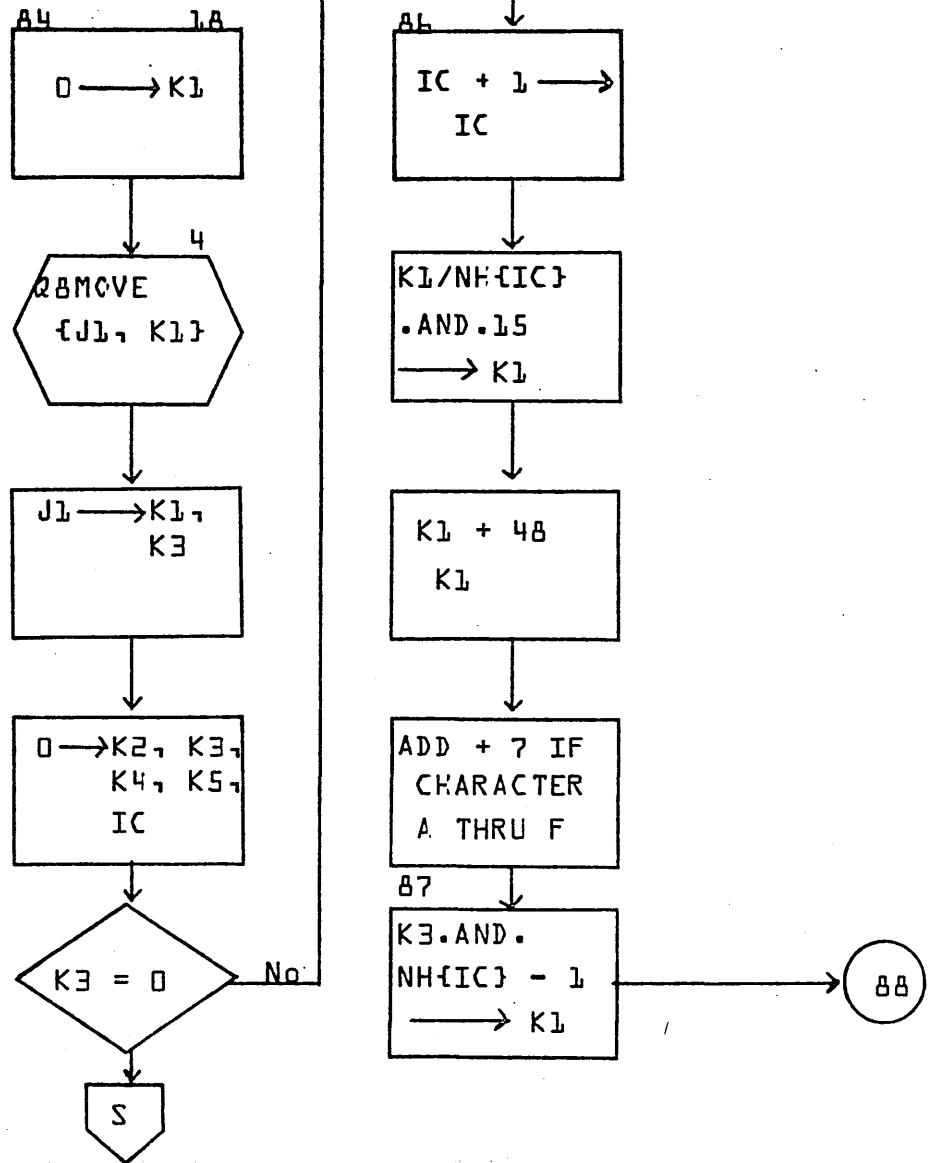 84 18
0 → K1
4
Q8MOVE
{J1, K1}
J1 → K1,
K3
0 → K2, K3,
K4, K5,
IC
K3 = 0
No
S
86
IC + 1 →
IC
K1/NH{IC}
.AND.15
→ K1
K1 + 48
K1
ADD + 7 IF
CHARACTER
A THRU F
87
K3.AND.
NH{IC} - 1
→ K1
88